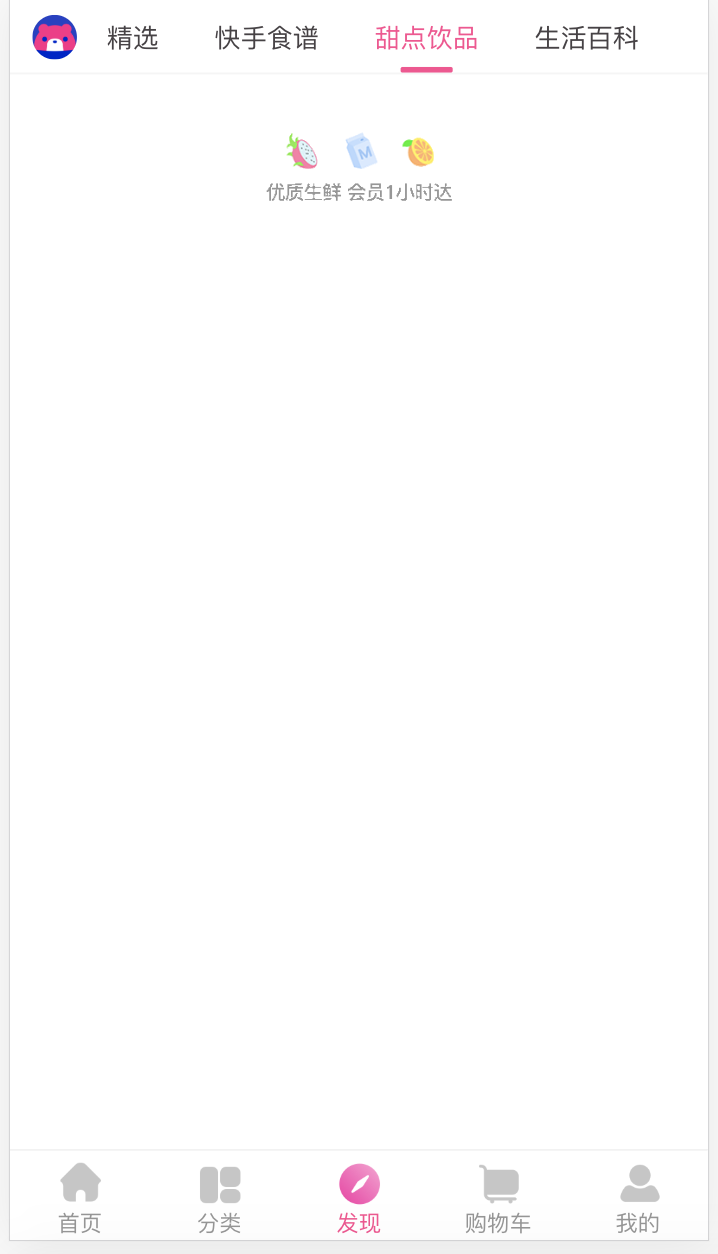 精选 快手食谱 甜点饮品 生活百科
M
优质生鲜 会员1小时达
首页 分类 发现 购物车 我的